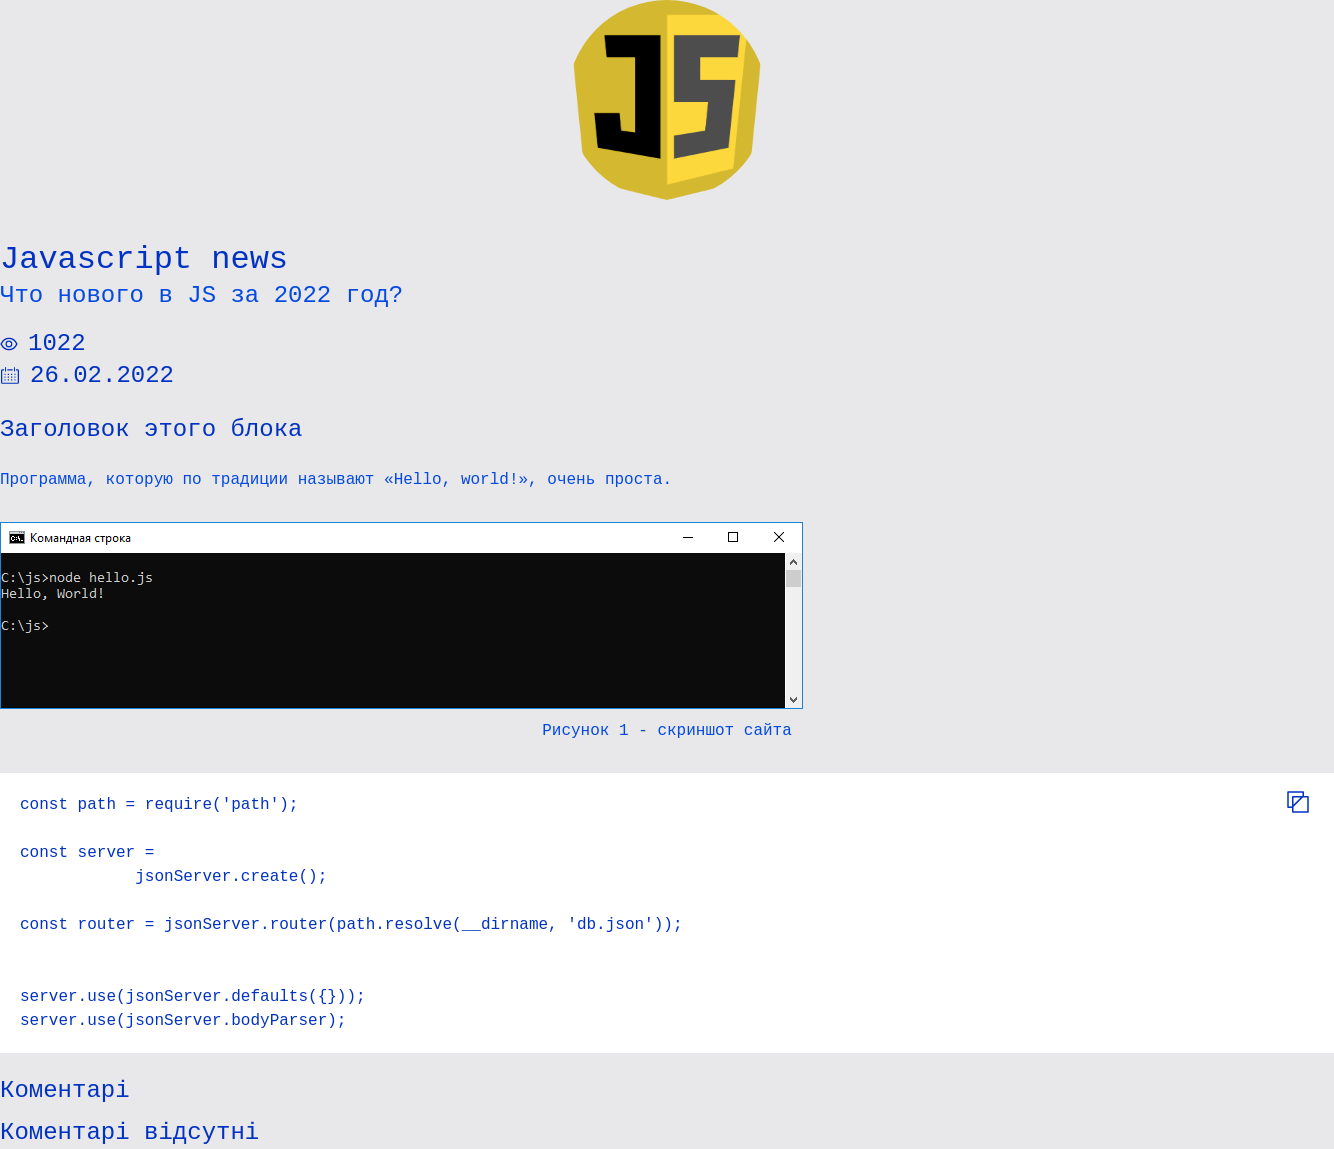 JS
Javascript news
Что нового в JS за 2022 год?
1022
26.02.2022
Заголовок этого блока
Программа, которую по традиции называют «Hello, world!», очень проста.
Командная строка
C:\js>node hello.js
Hello, World!
C:\js>
Рисунок 1 - скриншот сайта
const path = require('path');
const server =
jsonServer.create();
const router = jsonServer.router(path.resolve(__dirname, 'db.json'));
server.use(jsonServer.defaults({}));
server.use(jsonServer.bodyParser);
Коментарі
Коментарі відсутні